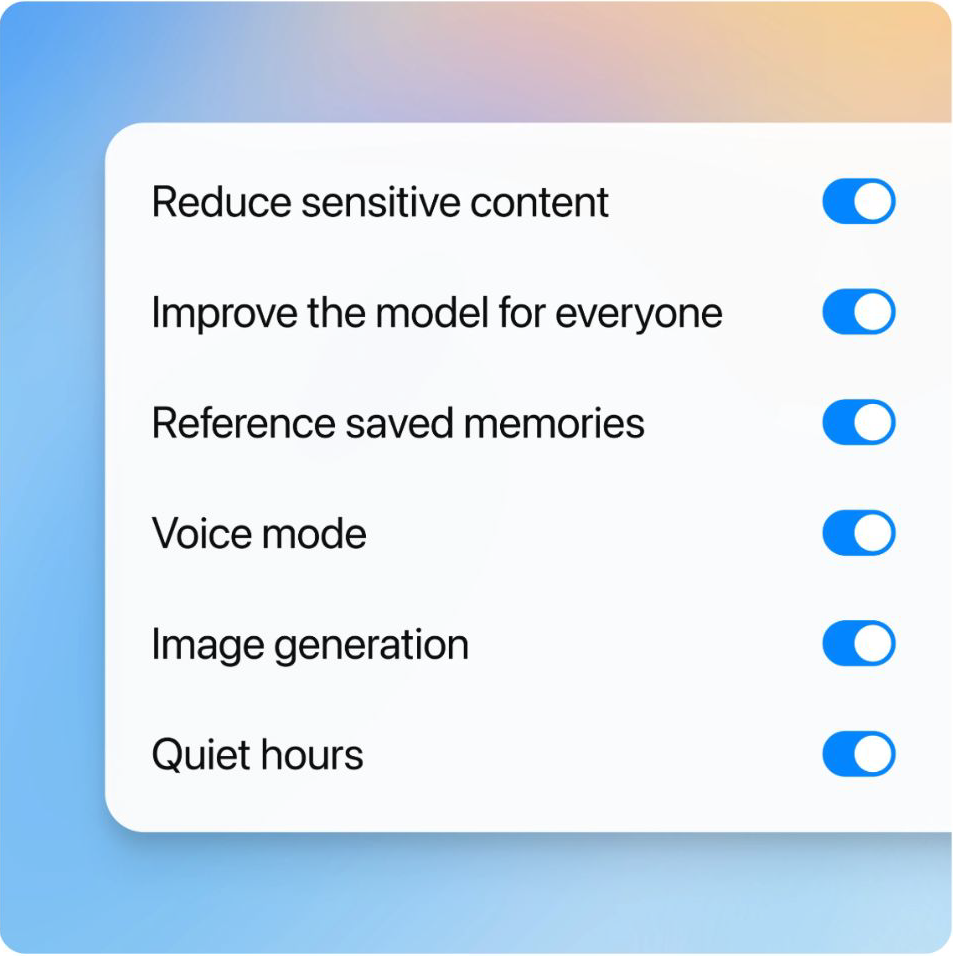 Reduce sensitive content
Improve the model for everyone
Reference saved memories
Voice mode
Image generation
Quiet hours